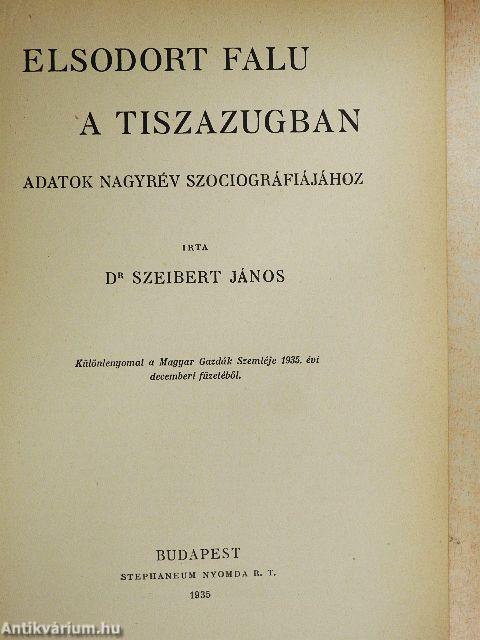 ELSODORT FALU
A TISZAZUGBAN
ADATOK NAGYRÉV SZOCIOGRÁFIÁJÁHOZ
IRTA
DR SZEIBERT JÁNOS
Különlenyomat a Magyar Gazdák Szemléje 1935. évi
decemberi füzetéből.
BUDAPEST
STEPHANEUM NYOMDA R. T.
1935
Antikvárium.hu